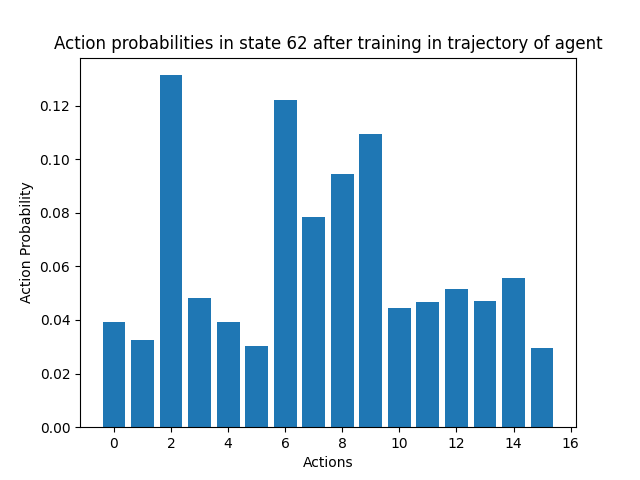 Action probabilities in state 62 after training in trajectory of agent
0.12
0.10
0.08
0.06
0.04
0.02
0.00
Action Probability
0 2 4 6 8 10 12 14 16
Actions